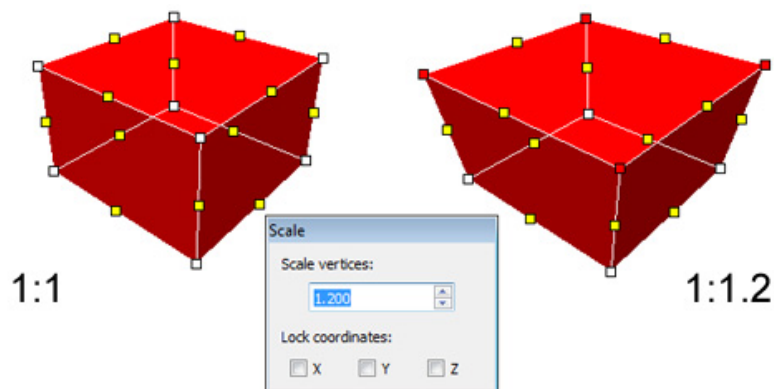 Scale
Scale vertices:
1.200
1:1
1:1.2
Lock coordinates:
X Y Z